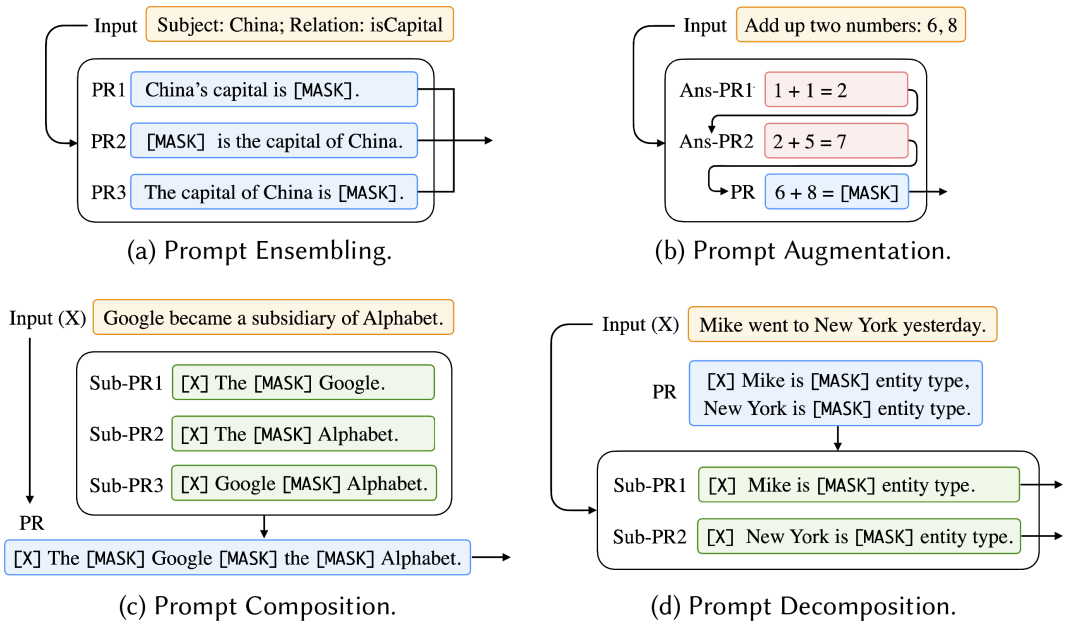 Input Subject: China; Relation: isCapital
PR1 China's capital is [MASK].
PR2 [MASK] is the capital of China.
PR3 The capital of China is [MASK].
(a) Prompt Ensembling.
Input Add up two numbers: 6, 8
Ans-PR1 1 + 1 = 2
Ans-PR2 2 + 5 = 7
PR 6 + 8 = [MASK]
(b) Prompt Augmentation.
Input (X) Google became a subsidiary of Alphabet.
Sub-PR1 [X] The [MASK] Google.
Sub-PR2 [X] The [MASK] Alphabet.
Sub-PR3 [X] Google [MASK] Alphabet.
PR
[X] The [MASK] Google [MASK] the [MASK] Alphabet.
(c) Prompt Composition.
Input (X) Mike went to New York yesterday.
PR [X] Mike is [MASK] entity type,
New York is [MASK] entity type.
Sub-PR1 [X] Mike is [MASK] entity type.
Sub-PR2 [X] New York is [MASK] entity type.
(d) Prompt Decomposition.